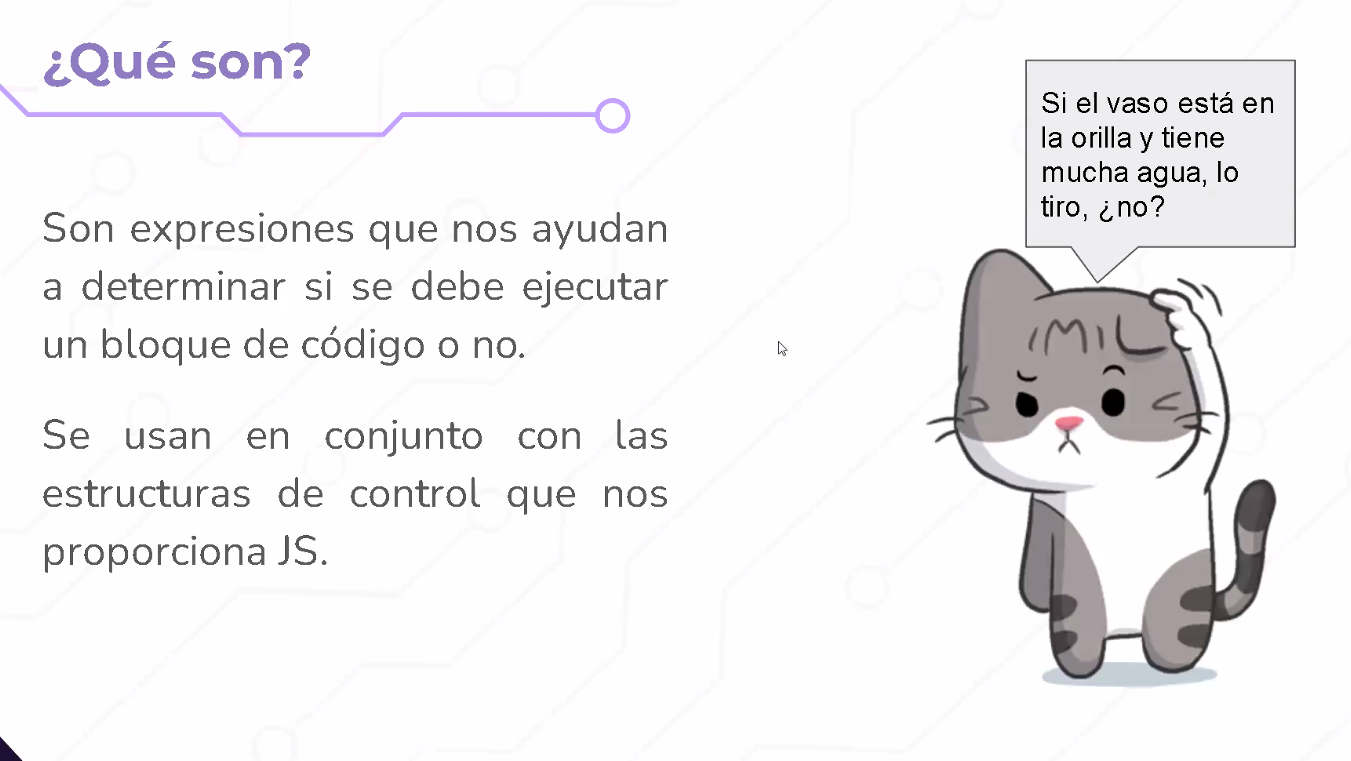 ¿Qué son?
Si el vaso está en
la orilla y tiene
mucha agua, lo
tiro, ¿no?
Son expresiones que nos ayudan
a determinar si se debe ejecutar
un bloque de código o no.
Se usan en conjunto con las
estructuras de control que nos
proporciona JS.